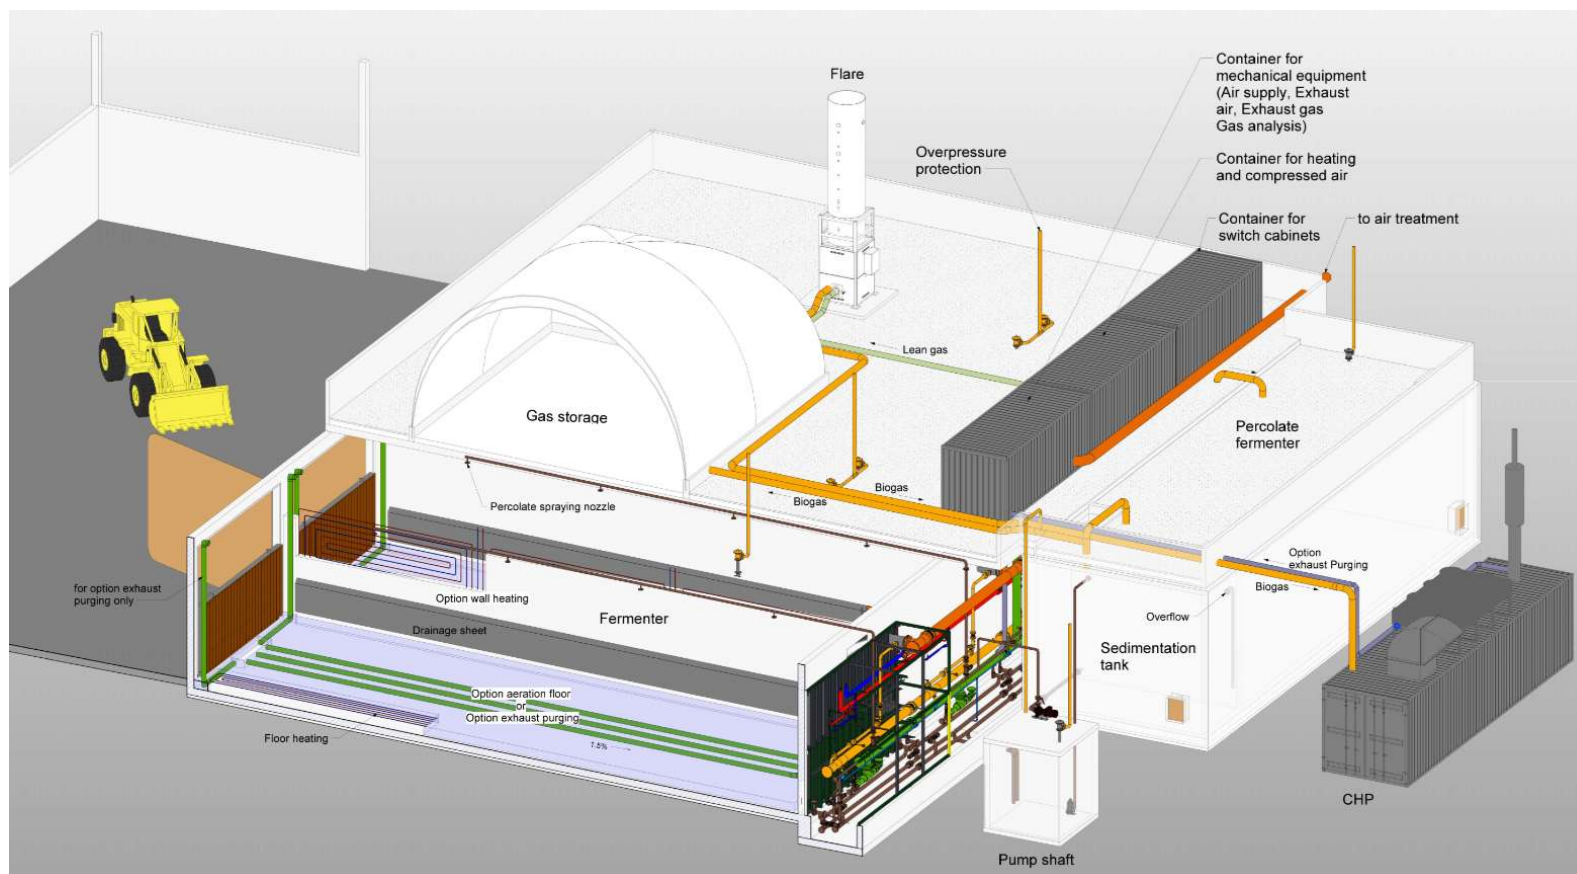 Flare
Container for
mechanical equipment
(Air supply, Exhaust
air, Exhaust gas
Gas analysis)
Overpressure
protection
Container for heating
and compressed air
Container for
switch cabinets
to air treatment
Lean gas
Gas storage
Percolate
fermenter
Biogas
Biogas
Percolate spraying nozzle
Option
exhaust Purging
Biogas
for option exhaust
purging only
Option wall heating
Fermenter
Overflow
Drainage sheet
Sedimentation
tank
Option aeration floor
or
Option exhaust purging
Floor heating
1.5%
CHP
Pump shaft